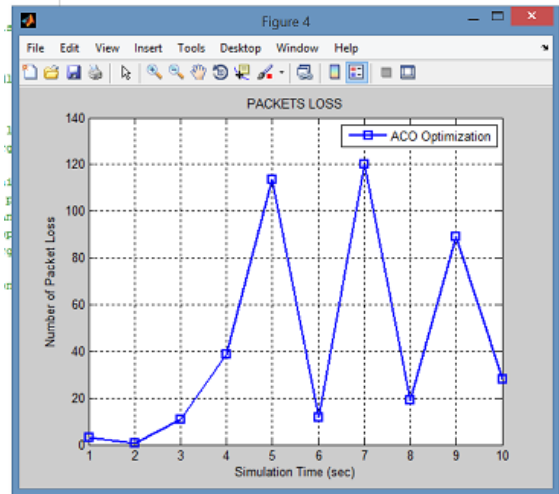 Figure 4
File Edit View Insert Tools Desktop Window Help
PACKETS LOSS
ACO Optimization
Number of Packet Loss
140
120
100
80
60
40
20
0
1 2 3 4 5 6 7 8 9 10
Simulation Time (sec)